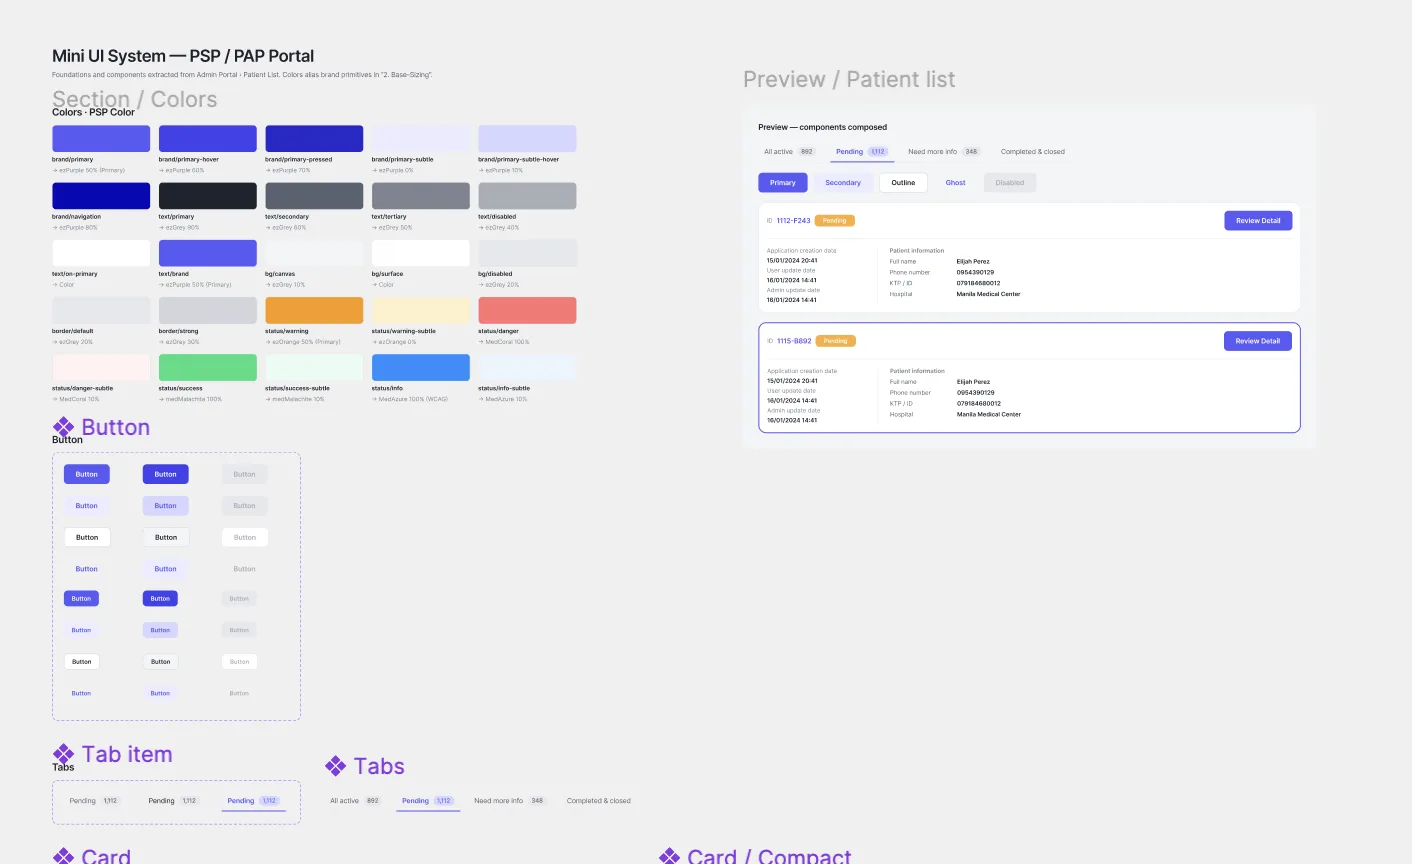 Mini UI System — PSP / PAP Portal
Foundations and components extracted from Admin Portal › Patient List. Colors alias brand primitives in "2. Base-Sizing".
Section / Colors
Colors · PSP Color
brand/primary
→ ezPurple 50% (Primary)
brand/primary-hover
→ ezPurple 60%
brand/primary-pressed
→ ezPurple 70%
brand/primary-subtle
→ ezPurple 0%
brand/primary-subtle-hover
→ ezPurple 10%
brand/navigation
→ ezPurple 80%
text/primary
→ ezGrey 90%
text/secondary
→ ezGrey 60%
text/tertiary
→ ezGrey 50%
text/disabled
→ ezGrey 40%
text/on-primary
→ Color
text/brand
→ ezPurple 50% (Primary)
bg/canvas
→ ezGrey 10%
bg/surface
→ Color
bg/disabled
→ ezGrey 20%
border/default
→ ezGrey 20%
border/strong
→ ezGrey 30%
status/warning
→ ezOrange 50% (Primary)
status/warning-subtle
→ ezOrange 0%
status/danger
→ MedCoral 100%
status/danger-subtle
→ MedCoral 10%
status/success
→ medMalachite 100%
status/success-subtle
→ medMalachite 10%
status/info
→ MedAzure 100% (WCAG)
status/info-subtle
→ MedAzure 10%
Button
Button
Button Button Button
Button Button Button
Button Button Button
Button Button Button
Button Button Button
Button Button Button
Button Button Button
Button Button Button
Tab item
Tabs
Pending 1,112 Pending 1,112 Pending 1,112
Tabs
All active 892 Pending 1,112 Need more info 348 Completed & closed
Card
Card / Compact
Preview / Patient list
Preview — components composed
All active 892 Pending 1,112 Need more info 348 Completed & closed
Primary Secondary Outline Ghost Disabled
ID 1112-F243 Pending
Review Detail
Application creation date
15/01/2024 20:41
User update date
16/01/2024 14:41
Admin update date
16/01/2024 14:41
Patient information
Full name Elijah Perez
Phone number 0954390129
KTP / ID 079184680012
Hospital Manila Medical Center
ID 1115-B892 Pending
Review Detail
Application creation date
15/01/2024 20:41
User update date
16/01/2024 14:41
Admin update date
16/01/2024 14:41
Patient information
Full name Elijah Perez
Phone number 0954390129
KTP / ID 079184680012
Hospital Manila Medical Center